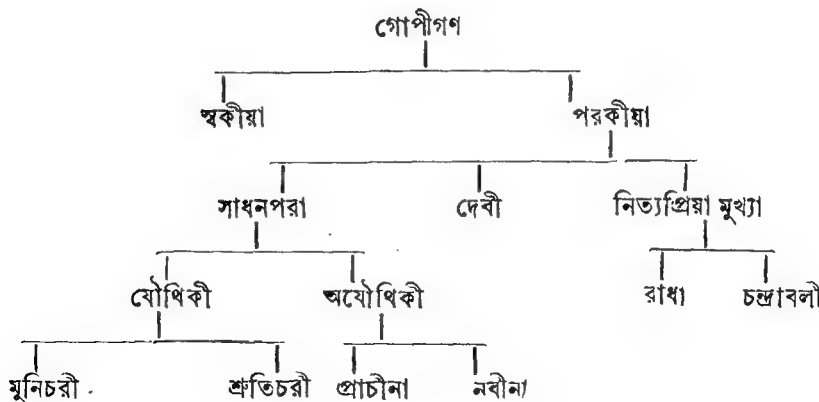 গোপীগণ
স্বকীয়া পরকীয়া
সাধনপরা দেবী নিত্যপ্রিয়া মুখ্যা
যৌথিকী অযৌথিকী রাধা চন্দ্রাবলী
মুনিচরী শ্রুতিচরী প্রাচীনা নবীনা